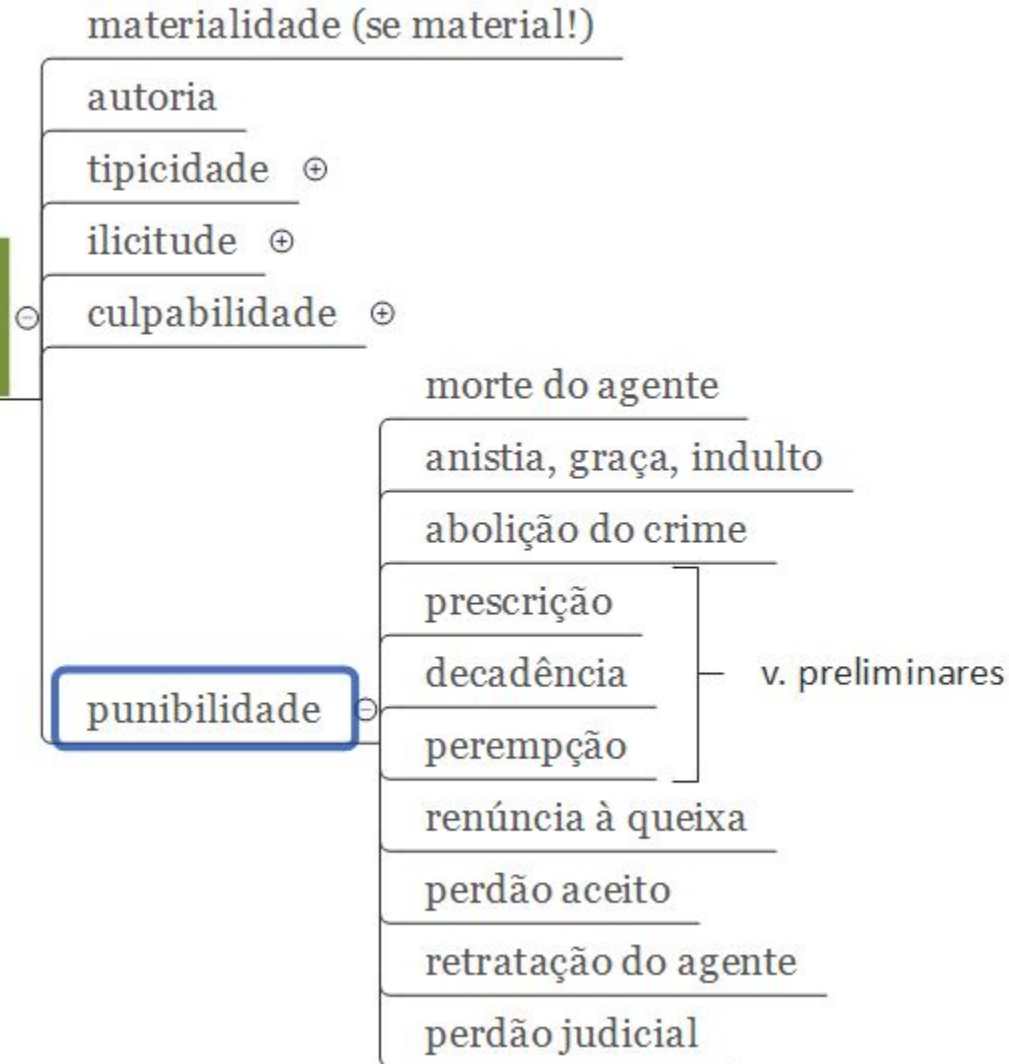 materialidade (se material!)
autoria
tipicidade
ilicitude
culpabilidade
morte do agente
anistia, graça, indulto
abolição do crime
prescrição
decadência
v. preliminares
punibilidade
perempção
renúncia à queixa
perdão aceito
retratação do agente
perdão judicial